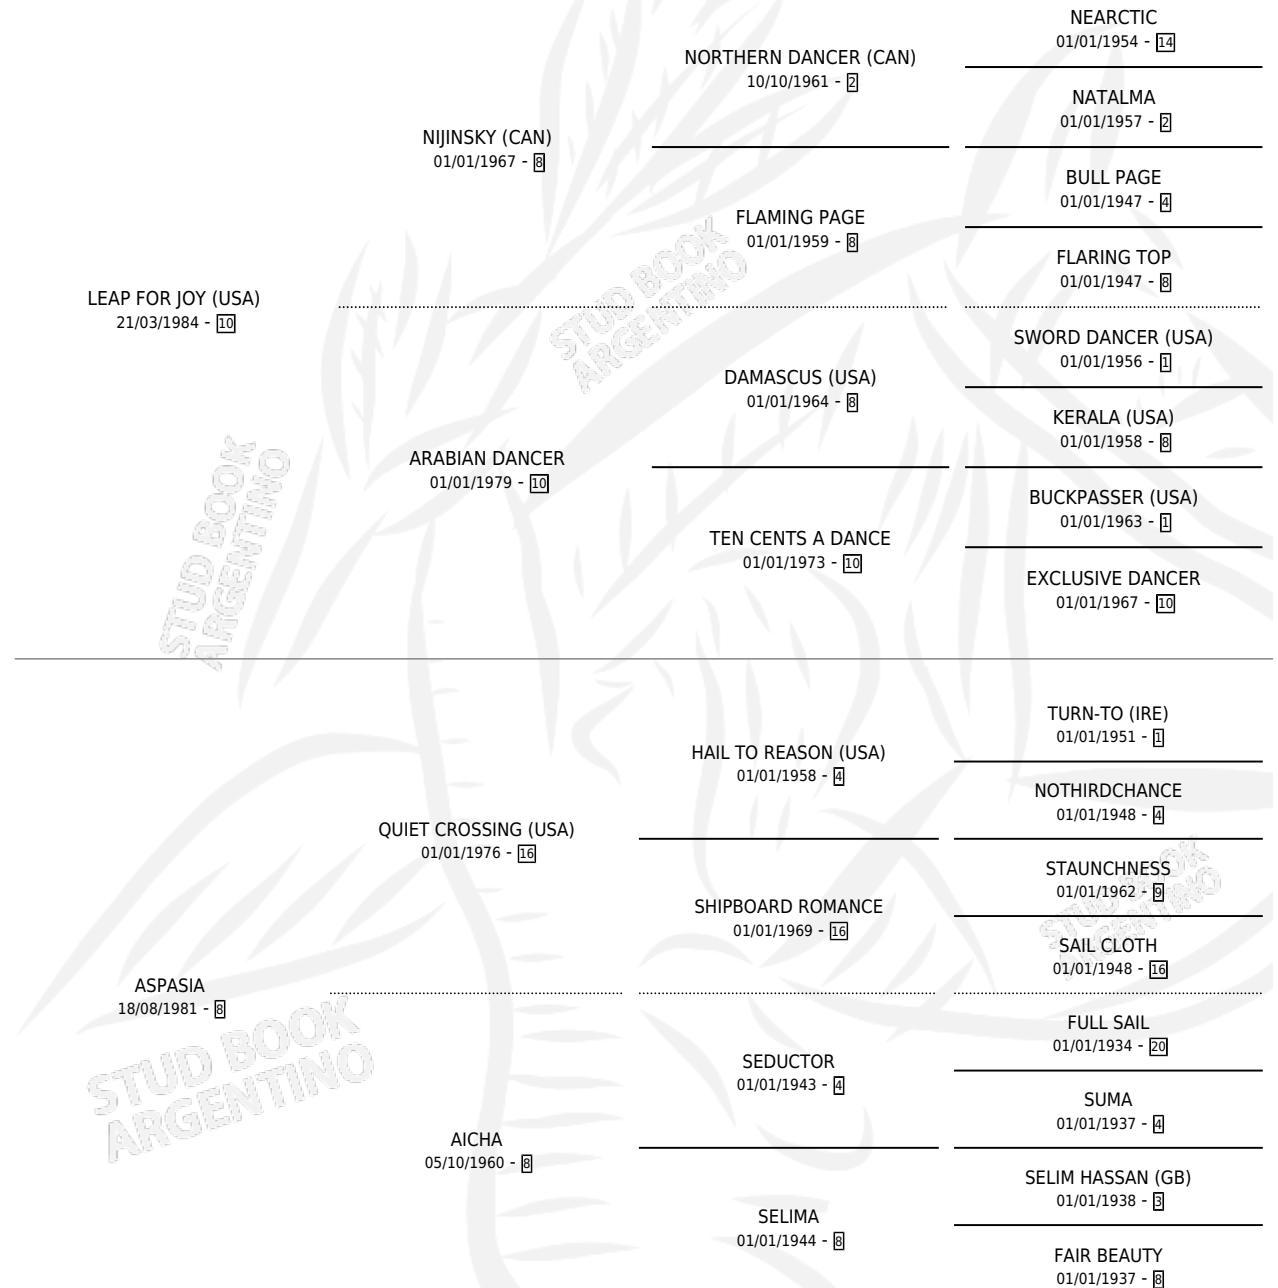 NEARCTIC
01/01/1954 - 14
NORTHERN DANCER (CAN)
10/10/1961 - 2
NATALMA
01/01/1957 - 2
NIJINSKY (CAN)
01/01/1967 - 8
BULL PAGE
01/01/1947 - 4
FLAMING PAGE
01/01/1959 - 8
FLARING TOP
01/01/1947 - 8
LEAP FOR JOY (USA)
21/03/1984 - 10
STUD BOOK
ARGENTINO
SWORD DANCER (USA)
01/01/1956 - 1
DAMASCUS (USA)
01/01/1964 - 8
KERALA (USA)
01/01/1958 - 8
ARABIAN DANCER
01/01/1979 - 10
STUD BOOK
ARGENTINO
BUCKPASSER (USA)
01/01/1963 - 1
TEN CENTS A DANCE
01/01/1973 - 10
EXCLUSIVE DANCER
01/01/1967 - 10
TURN-TO (IRE)
01/01/1951 - 1
HAIL TO REASON (USA)
01/01/1958 - 4
NOTHIRDCHANCE
01/01/1948 - 4
QUIET CROSSING (USA)
01/01/1976 - 16
STAUNCHNESS
01/01/1962 - 9
STUD BOOK
ARGENTINO
SHIPBOARD ROMANCE
01/01/1969 - 16
SAIL CLOTH
01/01/1948 - 16
ASPASIA
18/08/1981 - 8
STUD BOOK
ARGENTINO
FULL SAIL
01/01/1934 - 20
SEDUCTOR
01/01/1943 - 4
SUMA
01/01/1937 - 4
AICHA
05/10/1960 - 8
SELIM HASSAN (GB)
01/01/1938 - 3
SELIMA
01/01/1944 - 8
FAIR BEAUTY
01/01/1937 - 8